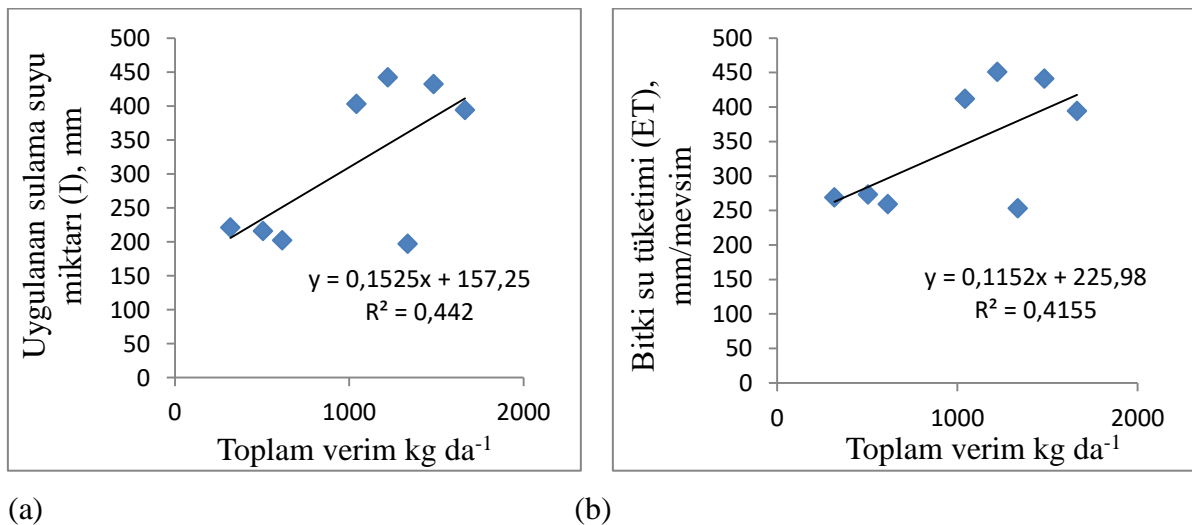 Uygulanan sulama suyu
miktarı (I), mm
500
450
400
350
300
250
200
150
100
50
0
y = 0,1525x + 157,25
R² = 0,442
0 1000 2000
Toplam verim kg da⁻¹
(a)
Bitki su tüketimi (ET),
mm/mevsim
500
450
400
350
300
250
200
150
100
50
0
y = 0,1152x + 225,98
R² = 0,4155
0 1000 2000
Toplam verim kg da⁻¹
(b)